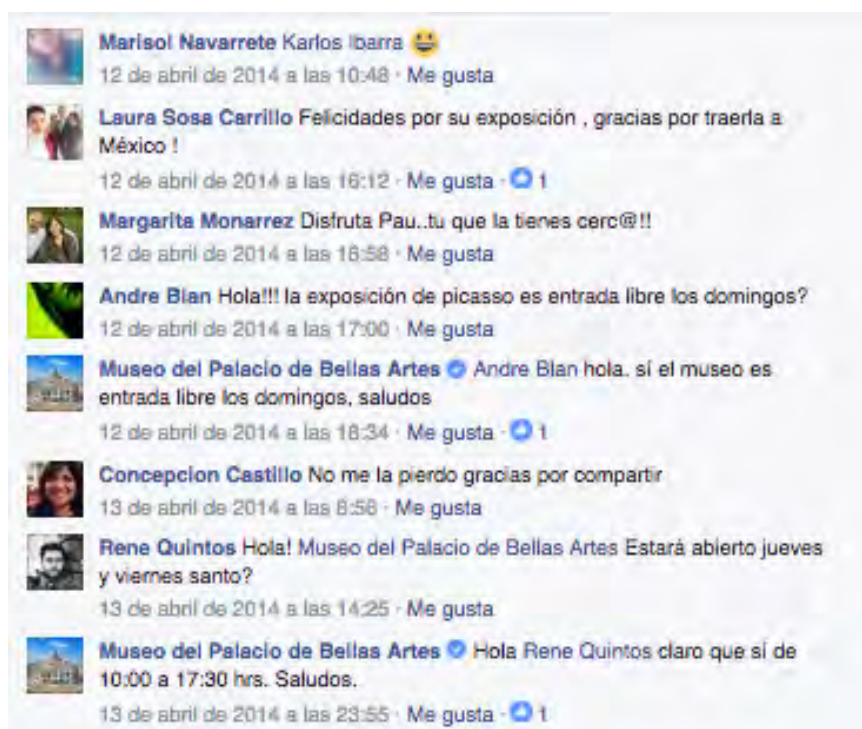 Marisol Navarrete Karlos Ibarra
12 de abril de 2014 a las 10:48 · Me gusta
Laura Sosa Carrillo Felicidades por su exposición , gracias por traerla a
México !
12 de abril de 2014 a las 16:12 · Me gusta · 1
Margarita Monarrez Disfruta Pau..tu que la tienes cerc@!!
12 de abril de 2014 a las 16:58 · Me gusta
Andre Blan Hola!!! la exposición de picasso es entrada libre los domingos?
12 de abril de 2014 a las 17:00 · Me gusta
Museo del Palacio de Bellas Artes Andre Blan hola. sí el museo es
entrada libre los domingos, saludos
12 de abril de 2014 a las 18:34 · Me gusta · 1
Concepcion Castillo No me la pierdo gracias por compartir
13 de abril de 2014 a las 8:56 · Me gusta
Rene Quintos Hola! Museo del Palacio de Bellas Artes Estará abierto jueves
y viernes santo?
13 de abril de 2014 a las 14:25 · Me gusta
Museo del Palacio de Bellas Artes Hola Rene Quintos claro que sí de
10:00 a 17:30 hrs. Saludos.
13 de abril de 2014 a las 23:55 · Me gusta · 1